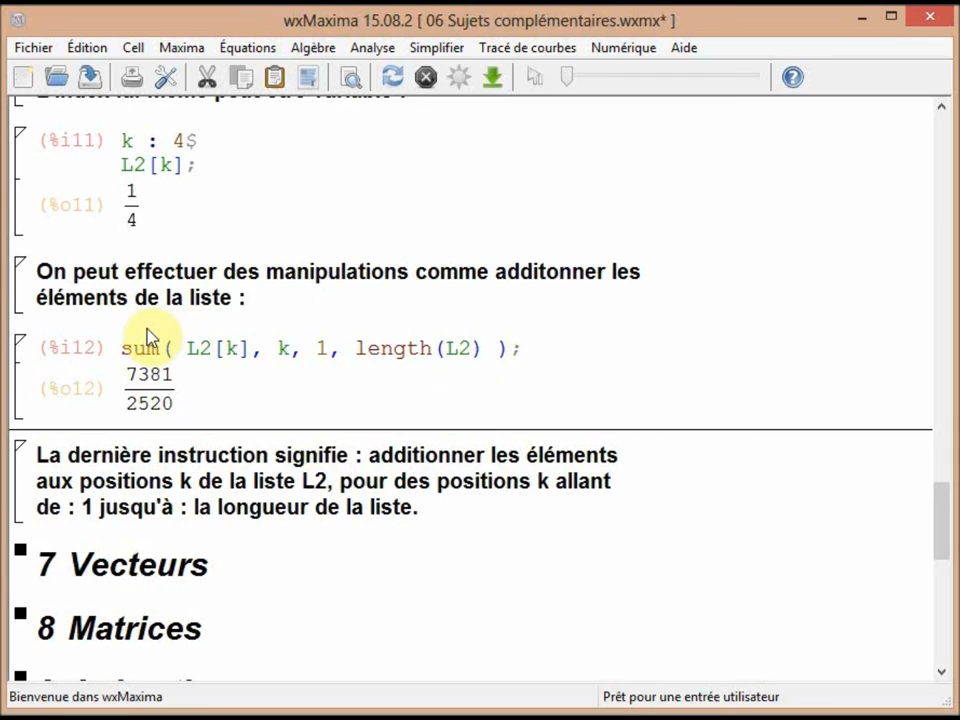 wxMaxima 15.08.2 [ 06 Sujets complémentaires.wxmx* ]
Fichier Édition Cell Maxima Équations Algèbre Analyse Simplifier Tracé de courbes Numérique Aide
(%i11) k : 4$
L2[k];
(%o11) 1
4
On peut effectuer des manipulations comme additonner les
éléments de la liste :
(%i12) sum( L2[k], k, 1, length(L2) );
(%o12) 7381
2520
La dernière instruction signifie : additionner les éléments
aux positions k de la liste L2, pour des positions k allant
de : 1 jusqu'à : la longueur de la liste.
7 Vecteurs
8 Matrices
Bienvenue dans wxMaxima
Prêt pour une entrée utilisateur